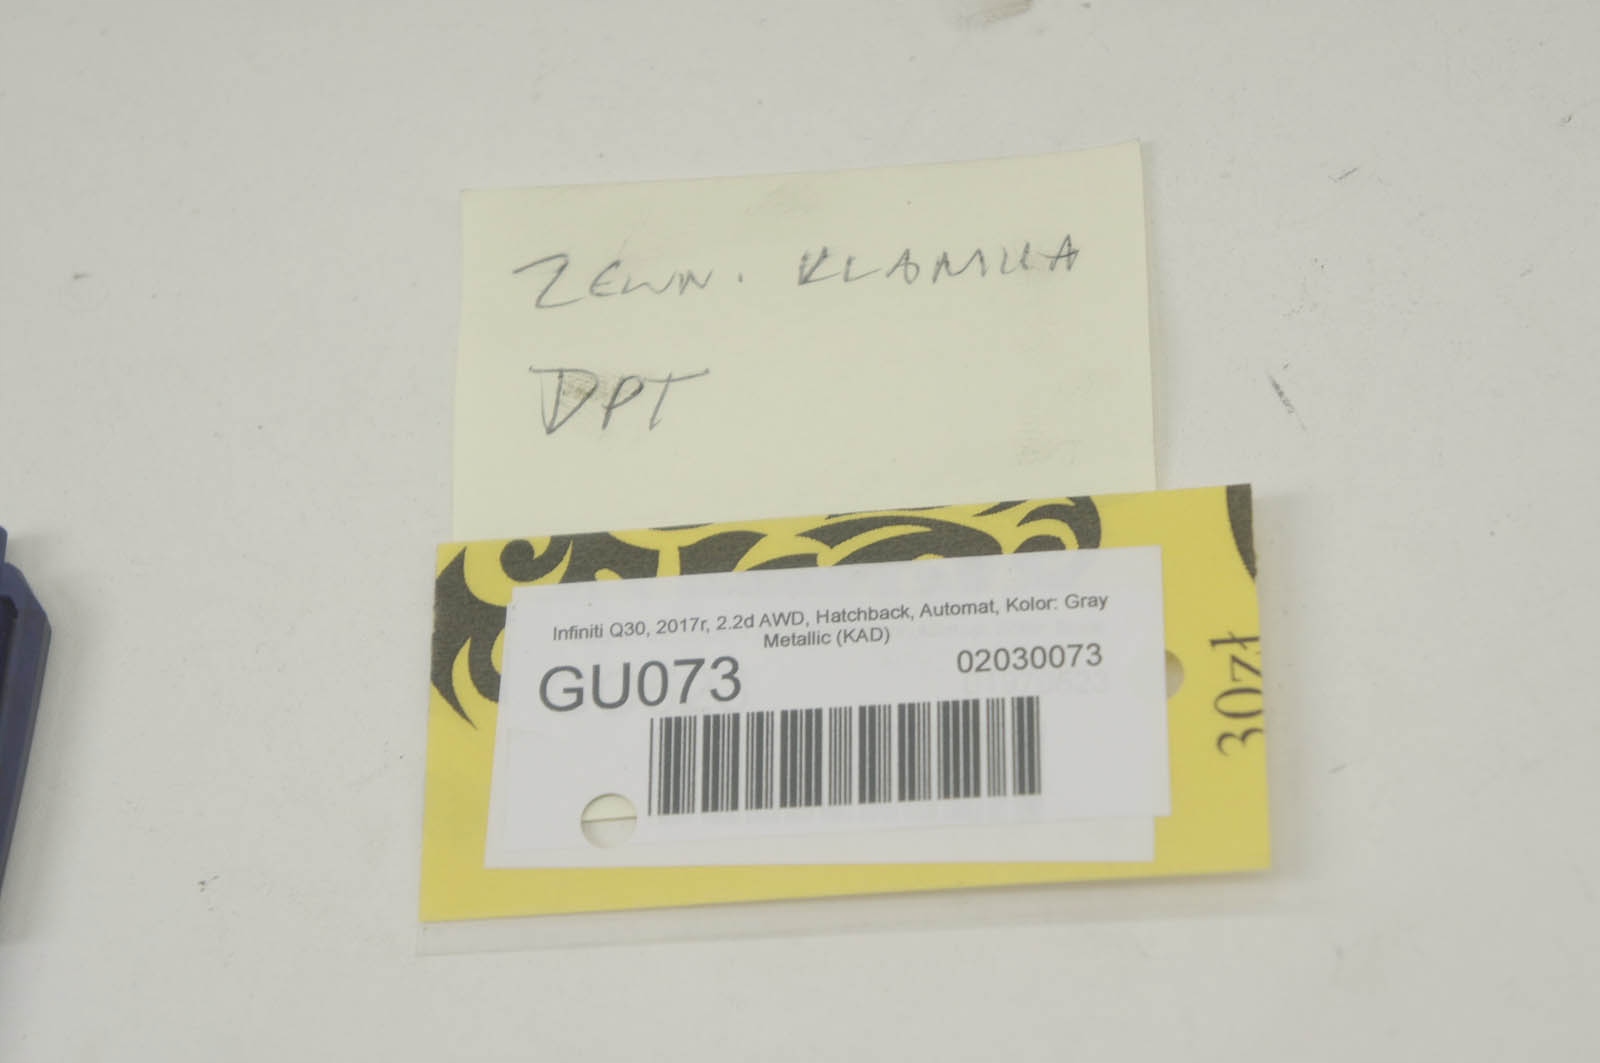 ZEWN. KLAMKA
DPT
Infiniti Q30, 2017r, 2.2d AWD, Hatchback, Automat, Kolor: Gray
Metallic (KAD)
GU073
02030073
30zł